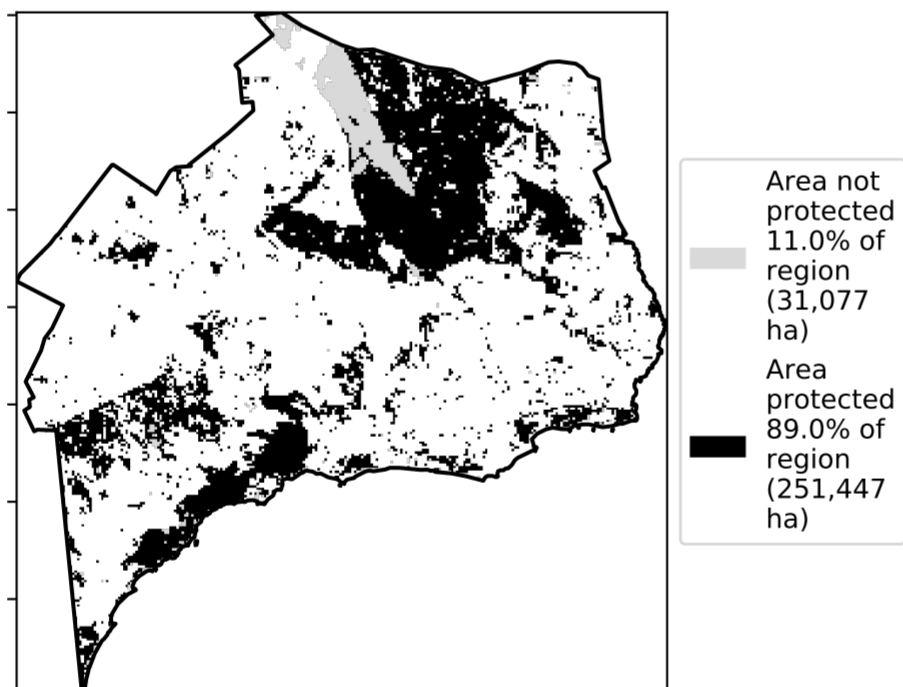 Area not
protected
11.0% of
region
(31,077
ha)
Area
protected
89.0% of
region
(251,447
ha)